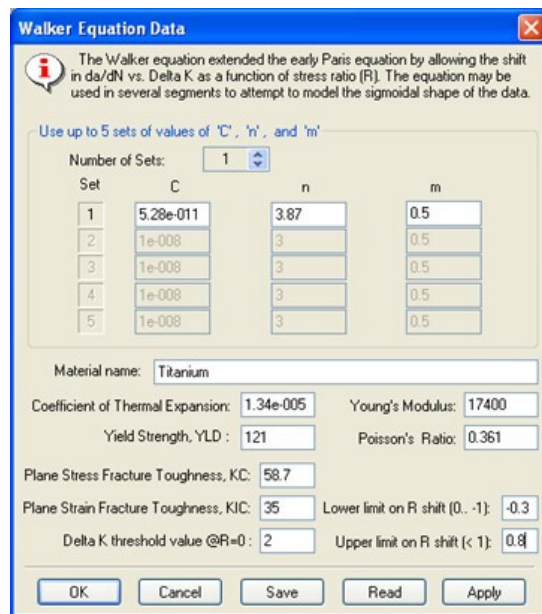 Walker Equation Data
The Walker equation extended the early Paris equation by allowing the shift
in da/dN vs. Delta K as a function of stress ratio (R). The equation may be
used in several segments to attempt to model the sigmoidal shape of the data.
Use up to 5 sets of values of 'C', 'n', and 'm'
Number of Sets: 1
Set C n m
1 5.28e-011 3.87 0.5
2 1e-008 3 0.5
3 1e-008 3 0.5
4 1e-008 3 0.5
5 1e-008 3 0.5
Material name: Titanium
Coefficient of Thermal Expansion: 1.34e-005 Young's Modulus: 17400
Yield Strength, YLD : 121 Poisson's Ratio: 0.361
Plane Stress Fracture Toughness, KC: 58.7
Plane Strain Fracture Toughness, KIC: 35 Lower limit on R shift (0.. -1): -0.3
Delta K threshold value @R=0 : 2 Upper limit on R shift (< 1): 0.8
OK Cancel Save Read Apply